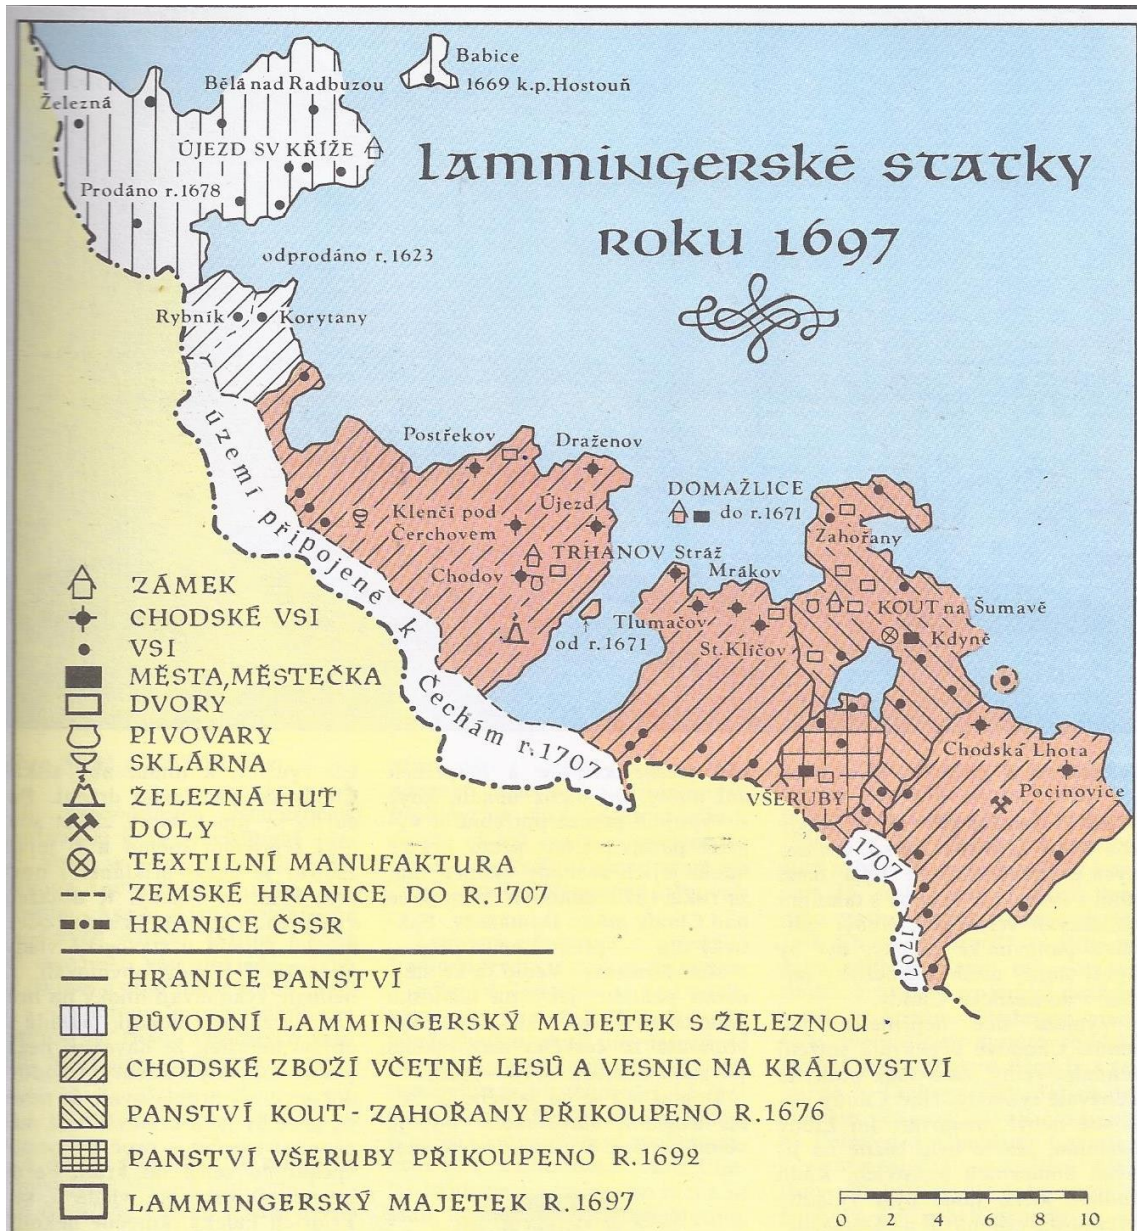 Babice
1669 k.p. Hostouň
Bělá nad Radbuzou
Železná
ÚJEZD SV KŘÍŽE
LAMMINGERSKÉ STATKY
ROKU 1697
Prodáno r. 1678
odprodáno r. 1623
Rybník
Korytany
území připojené k Čechám r. 1707
Postřekov
Draženov
Klenčí pod
Čerchovem
Újezd
DOMAŽLICE
do r. 1671
Zahořany
TRHANOV
Stráž
Chodov
Mrákov
Tlumačov
od r. 1671
St. Klíčov
KOUT na Šumavě
Kdyně
Chodská Lhota
Pocinovice
VŠERUBY
1707
1707
ZÁMEK
CHODSKÉ VSI
VSI
MĚSTA, MĚSTEČKA
DVORY
PIVOVARY
SKLÁRNA
ŽELEZNÁ HUŤ
DOLY
TEXTILNÍ MANUFAKTURA
ZEMSKÉ HRANICE DO R. 1707
HRANICE ČSSR
HRANICE PANSTVÍ
PŮVODNÍ LAMMINGERSKÝ MAJETEK S ŽELEZNOU
CHODSKÉ ZBOŽÍ VČETNĚ LESŮ A VESNIC NA KRÁLOVSTVÍ
PANSTVÍ KOUT - ZAHOŘANY PŘIKOUPENO R. 1676
PANSTVÍ VŠERUBY PŘIKOUPENO R. 1692
LAMMINGERSKÝ MAJETEK R. 1697
0 2 4 6 8 10